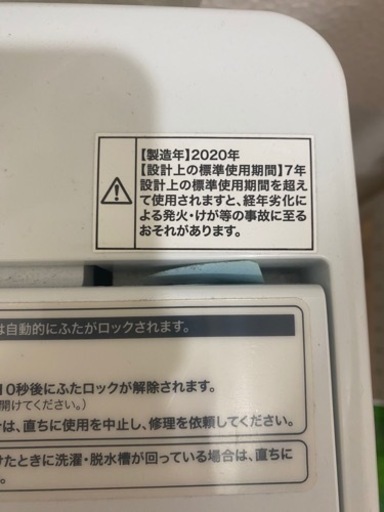 【製造年】2020年
【設計上の標準使用期間】7年
設計上の標準使用期間を超え
て使用されますと、経年劣化に
よる発火・けが等の事故に至る
おそれがあります。
は自動的にふたがロックされます。
10秒後にふたロックが解除されます。
開けてください。)
は、直ちに使用を中止し、修理を依頼してください。
けたときに洗濯・脱水槽が回っている場合は、直ちに
。